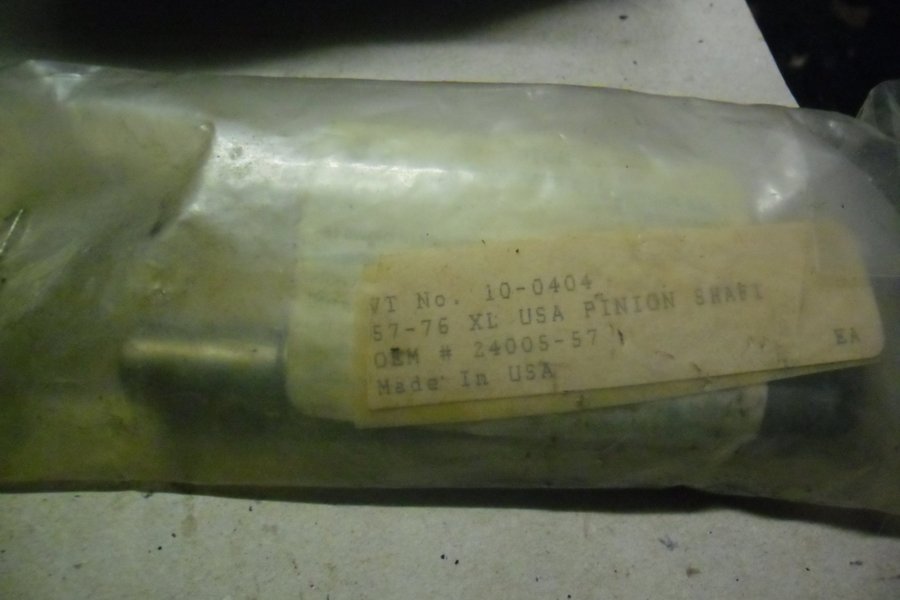 VT No. 10-0404
57-76 XL USA PINION SHAFT
OEM # 24005-57
EA
Made In USA